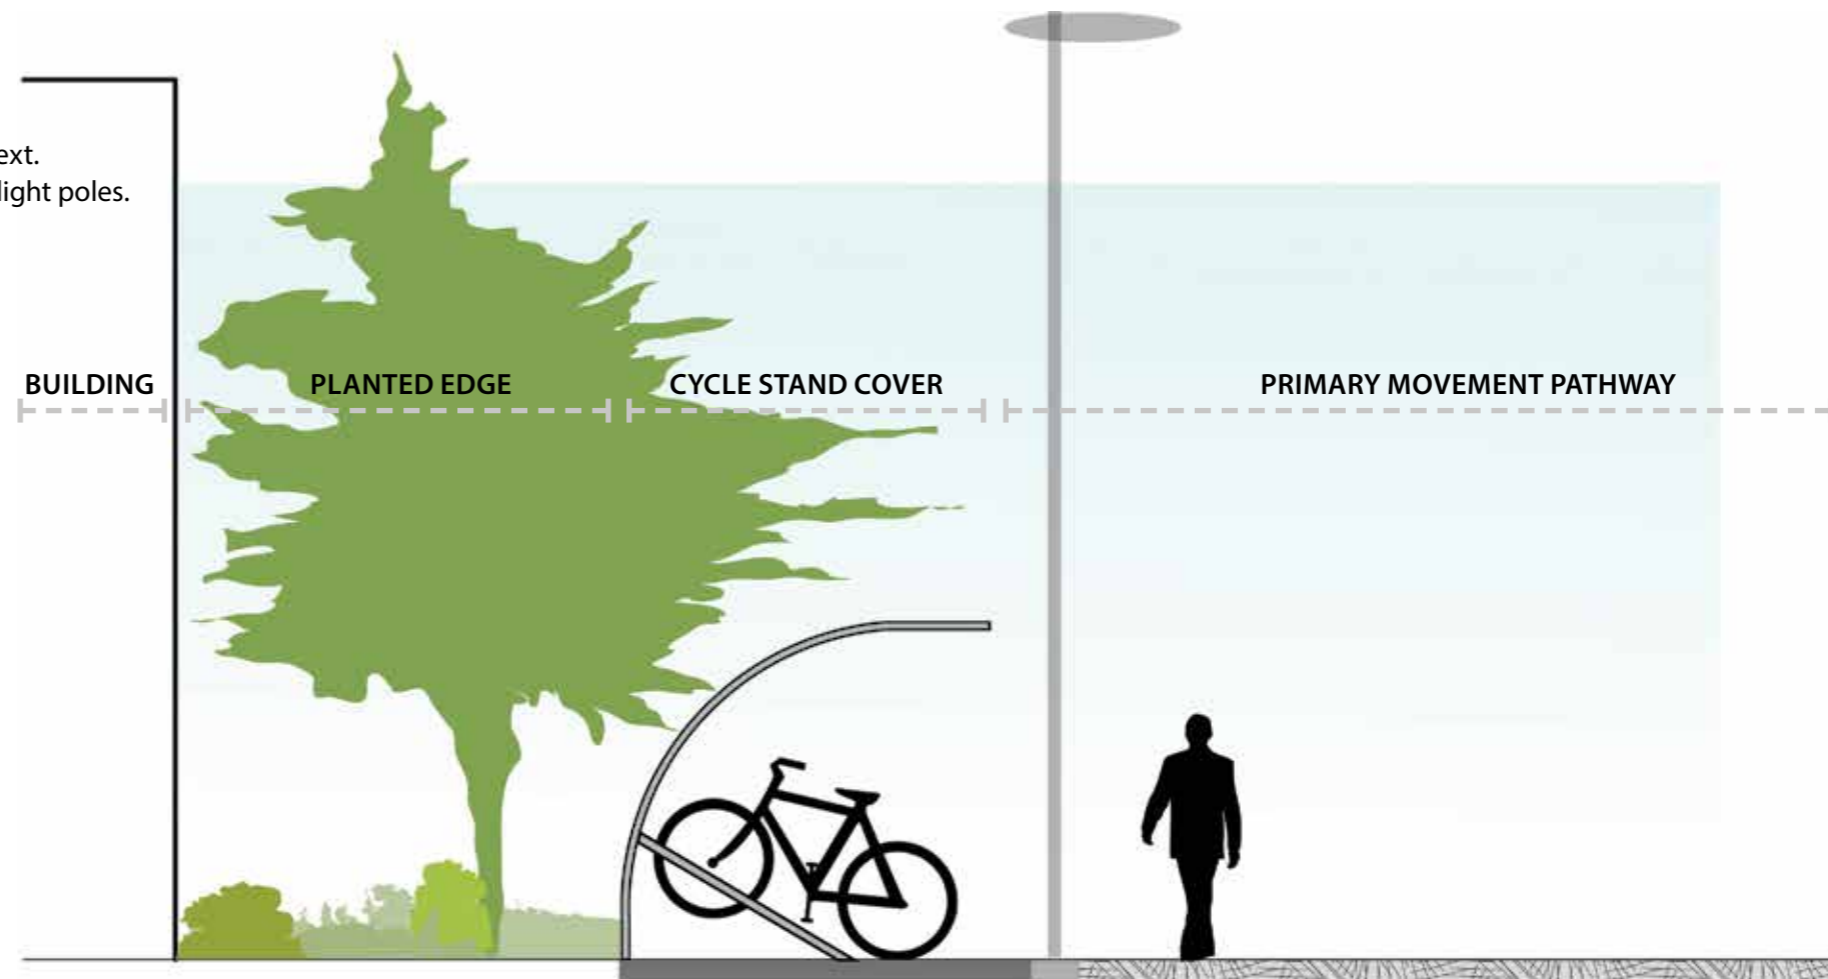 ext.
light poles.
BUILDING
PLANTED EDGE
CYCLE STAND COVER
PRIMARY MOVEMENT PATHWAY